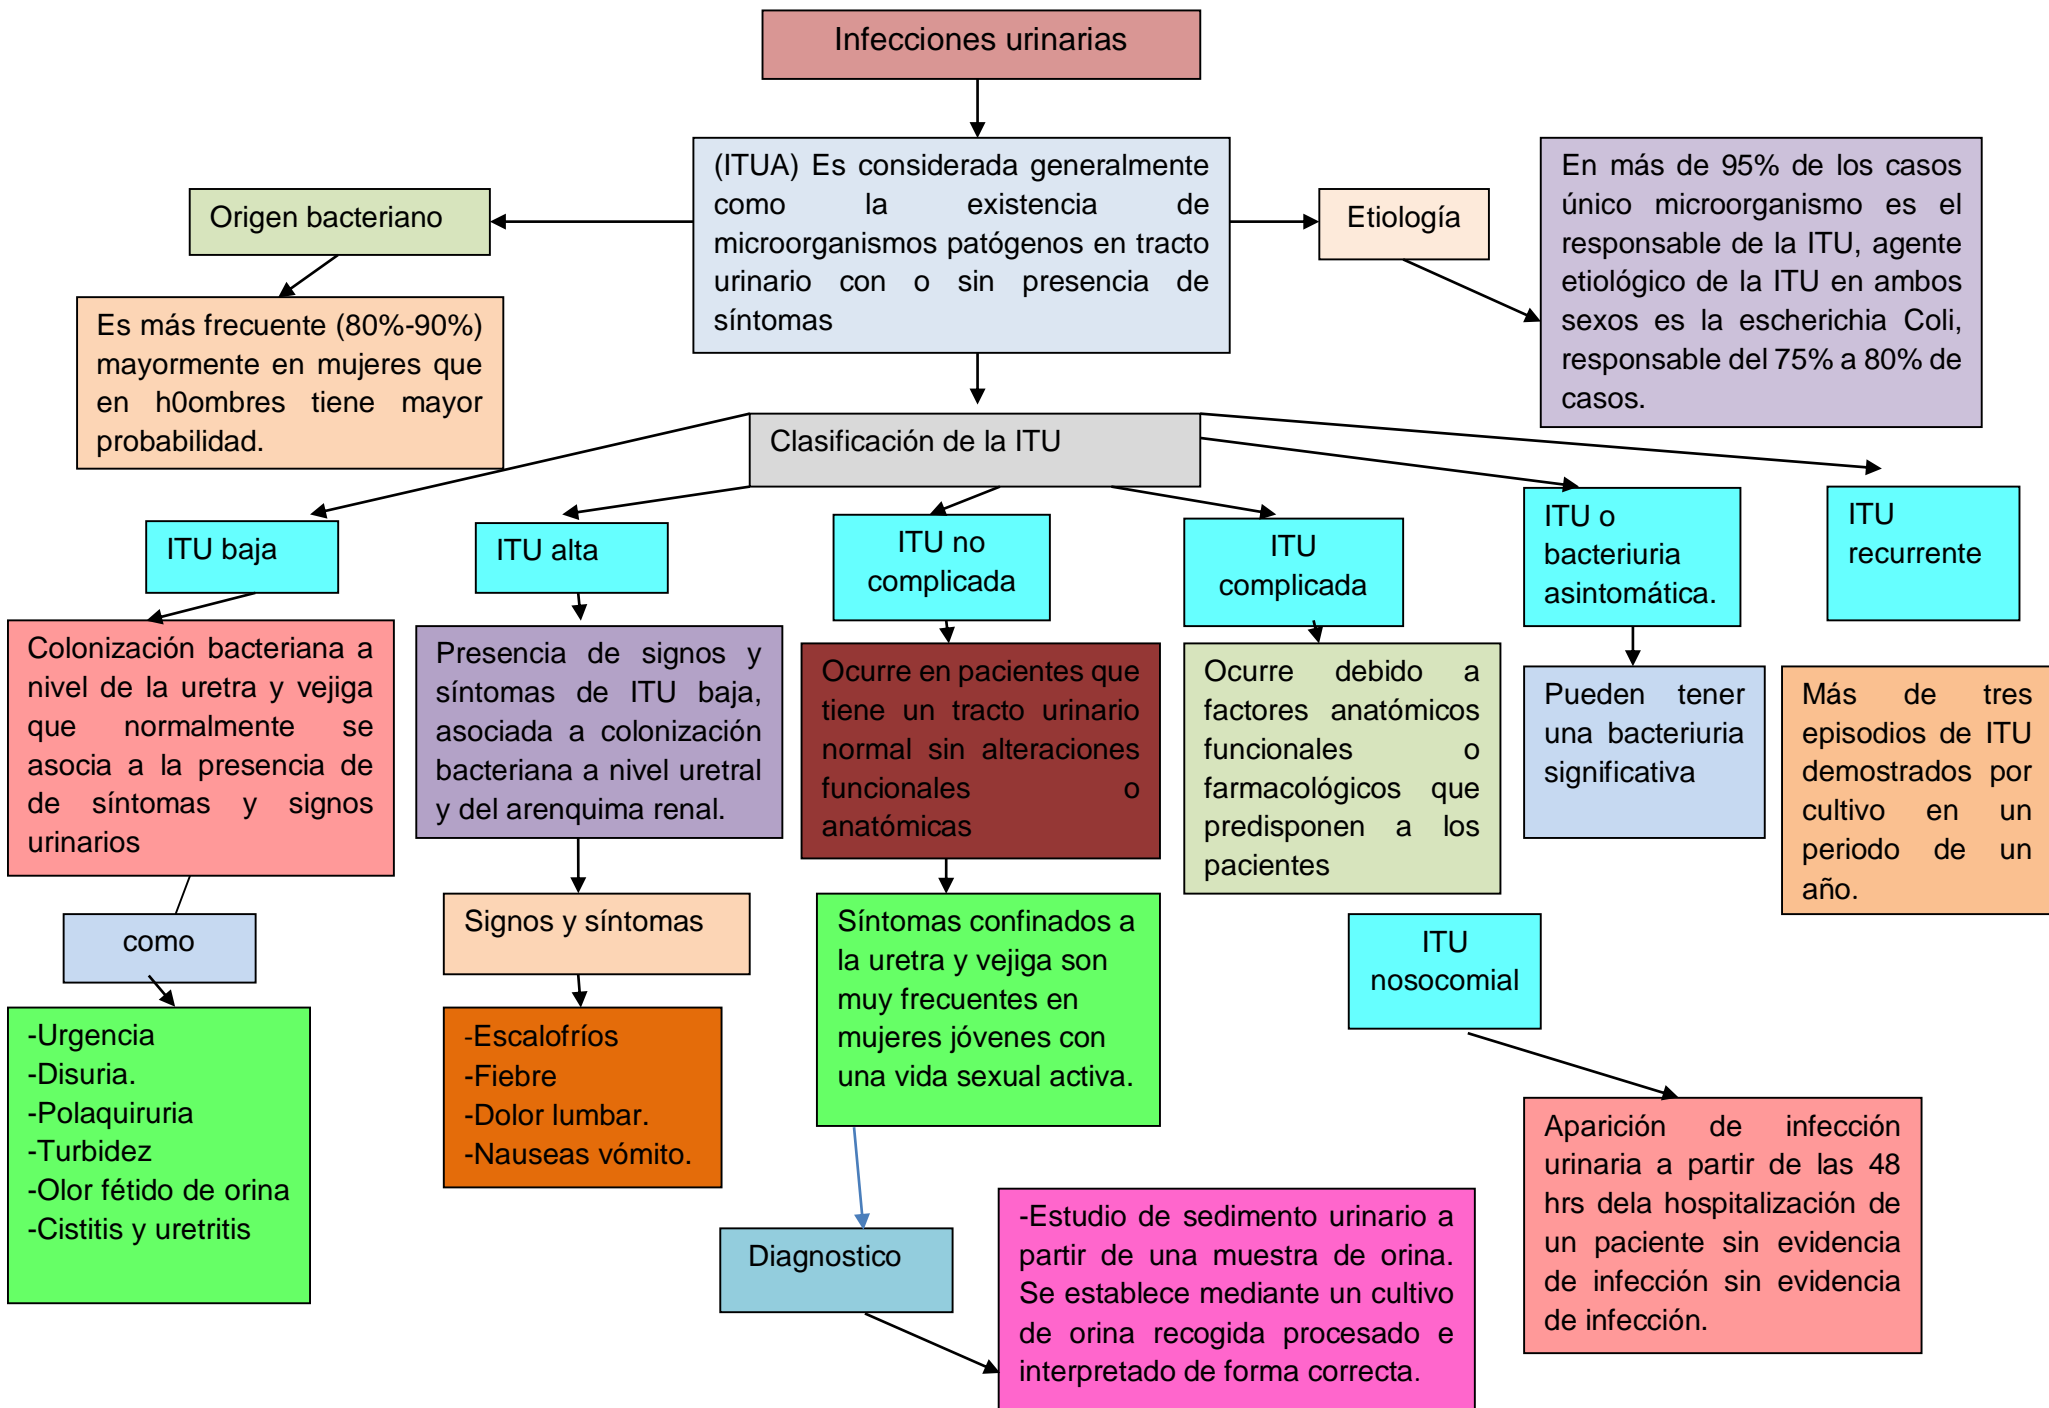 Infecciones urinarias
(ITUA) Es considerada generalmente
como la existencia de
microorganismos patógenos en tracto
urinario con o sin presencia de
síntomas
Origen bacteriano
Es más frecuente (80%-90%)
mayormente en mujeres que
en h0ombres tiene mayor
probabilidad.
Etiología
En más de 95% de los casos
único microorganismo es el
responsable de la ITU, agente
etiológico de la ITU en ambos
sexos es la escherichia Coli,
responsable del 75% a 80% de
casos.
Clasificación de la ITU
ITU baja
ITU alta
ITU no
complicada
ITU
complicada
ITU o
bacteriuria
asintomática.
ITU
recurrente
Colonización bacteriana a
nivel de la uretra y vejiga
que normalmente se
asocia a la presencia de
de síntomas y signos
urinarios
Presencia de signos y
síntomas de ITU baja,
asociada a colonización
bacteriana a nivel uretral
y del arenquima renal.
Ocurre en pacientes que
tiene un tracto urinario
normal sin alteraciones
funcionales o
anatómicas
Ocurre debido a
factores anatómicos
funcionales o
farmacológicos que
predisponen a los
pacientes
Pueden tener
una bacteriuria
significativa
Más de tres
episodios de ITU
demostrados por
cultivo en un
periodo de un
año.
como
Signos y síntomas
Síntomas confinados a
la uretra y vejiga son
muy frecuentes en
mujeres jóvenes con
una vida sexual activa.
ITU
nosocomial
-Urgencia
-Disuria.
-Polaquiruria
-Turbidez
-Olor fétido de orina
-Cistitis y uretritis
-Escalofríos
-Fiebre
-Dolor lumbar.
-Nauseas vómito.
Diagnostico
-Estudio de sedimento urinario a
partir de una muestra de orina.
Se establece mediante un cultivo
de orina recogida procesado e
interpretado de forma correcta.
Aparición de infección
urinaria a partir de las 48
hrs dela hospitalización de
un paciente sin evidencia
de infección sin evidencia
de infección.